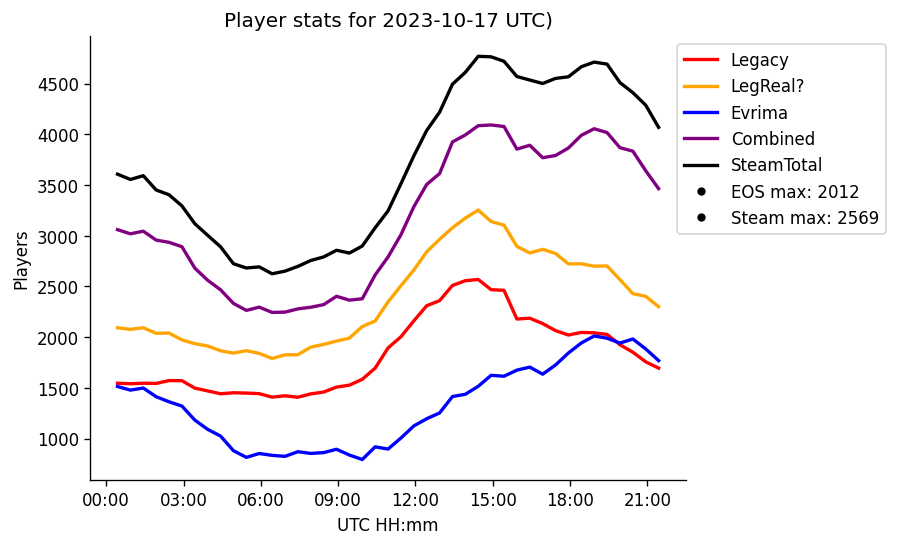 Player stats for 2023-10-17 UTC)
Players
4500
4000
3500
3000
2500
2000
1500
1000
00:00 03:00 06:00 09:00 12:00 15:00 18:00 21:00
UTC HH:mm
Legacy
LegReal?
Evrima
Combined
SteamTotal
EOS max: 2012
Steam max: 2569